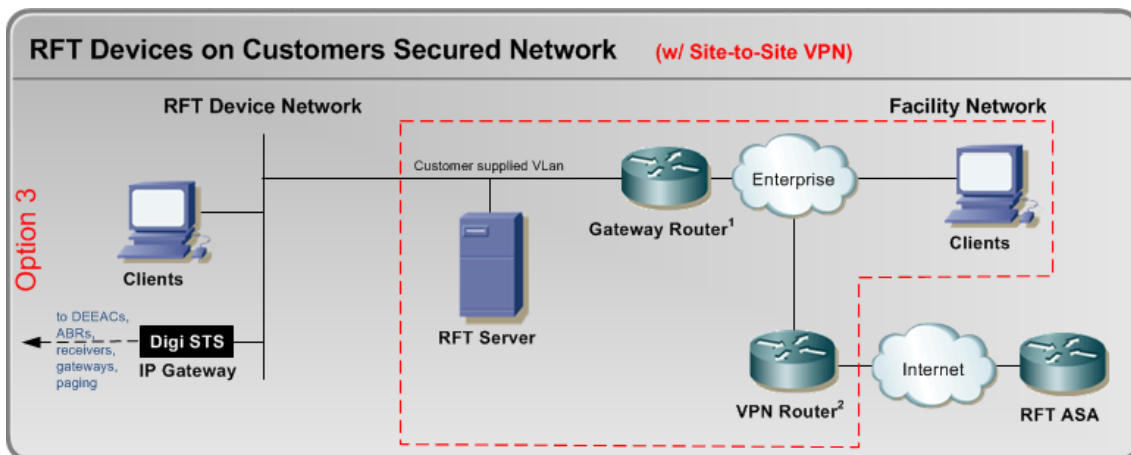 RFT Devices on Customers Secured Network (w/ Site-to-Site VPN)
RFT Device Network
Facility Network
Option 3
Customer supplied VLan
Enterprise
Gateway Router¹
Clients
Clients
RFT Server
to DEEACs,
ABRs,
receivers,
gateways,
paging
Digi STS
IP Gateway
Internet
VPN Router²
RFT ASA